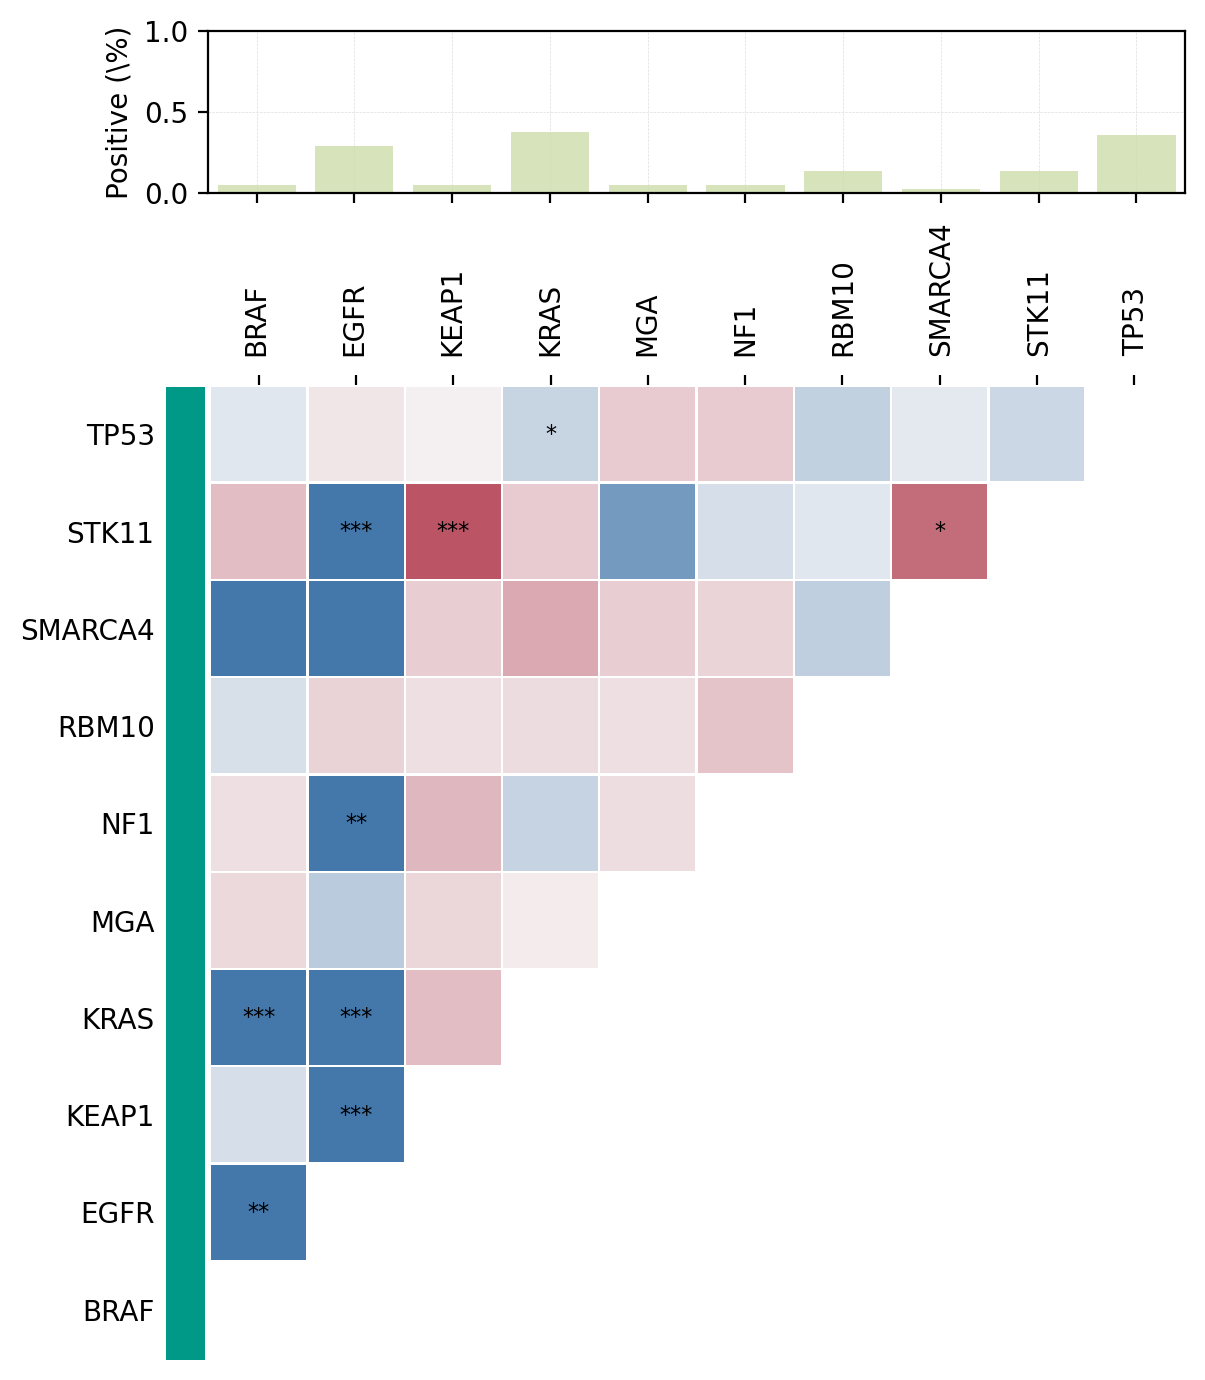 Positive (\%)
1.0
0.5
0.0
BRAF
EGFR
KEAP1
KRAS
MGA
NF1
RBM10
SMARCA4
STK11
TP53
TP53 *
STK11 *** *** *
SMARCA4
RBM10
NF1 **
MGA
KRAS *** ***
KEAP1 ***
EGFR **
BRAF